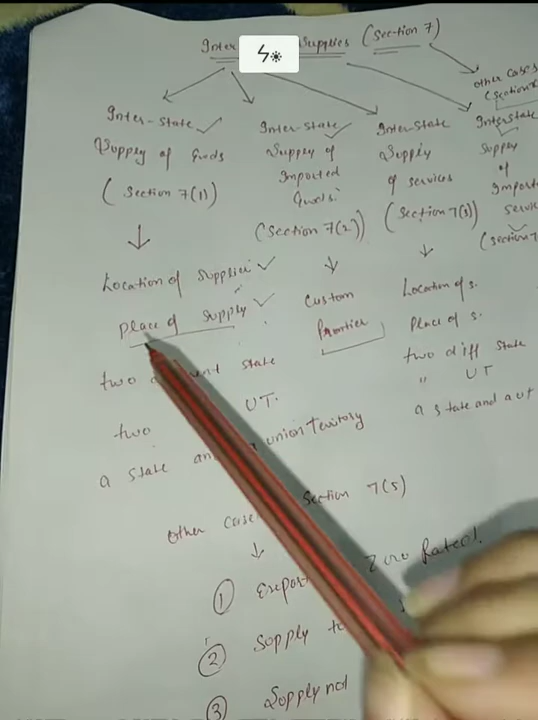 Inter Supplies (Section 7)
Inter-State
Supply of Goods
(Section 7(1))
Location of Supplier
Place of Supply
two state
two UT.
a state an union Territory
Inter-State
Supply of
Imported
Goods.
(Section 7(2))
Custom
Frontier
Inter-State
Supply
of services
(Section 7(3))
Location of s.
Place of s.
two diff state
" UT
a state and a UT
other cases
(Section
Interstate
Supply
of
Import
(Section 7
Other Case Section 7(5)
① Export Zero Rated!
② Supply to
③ Supply not